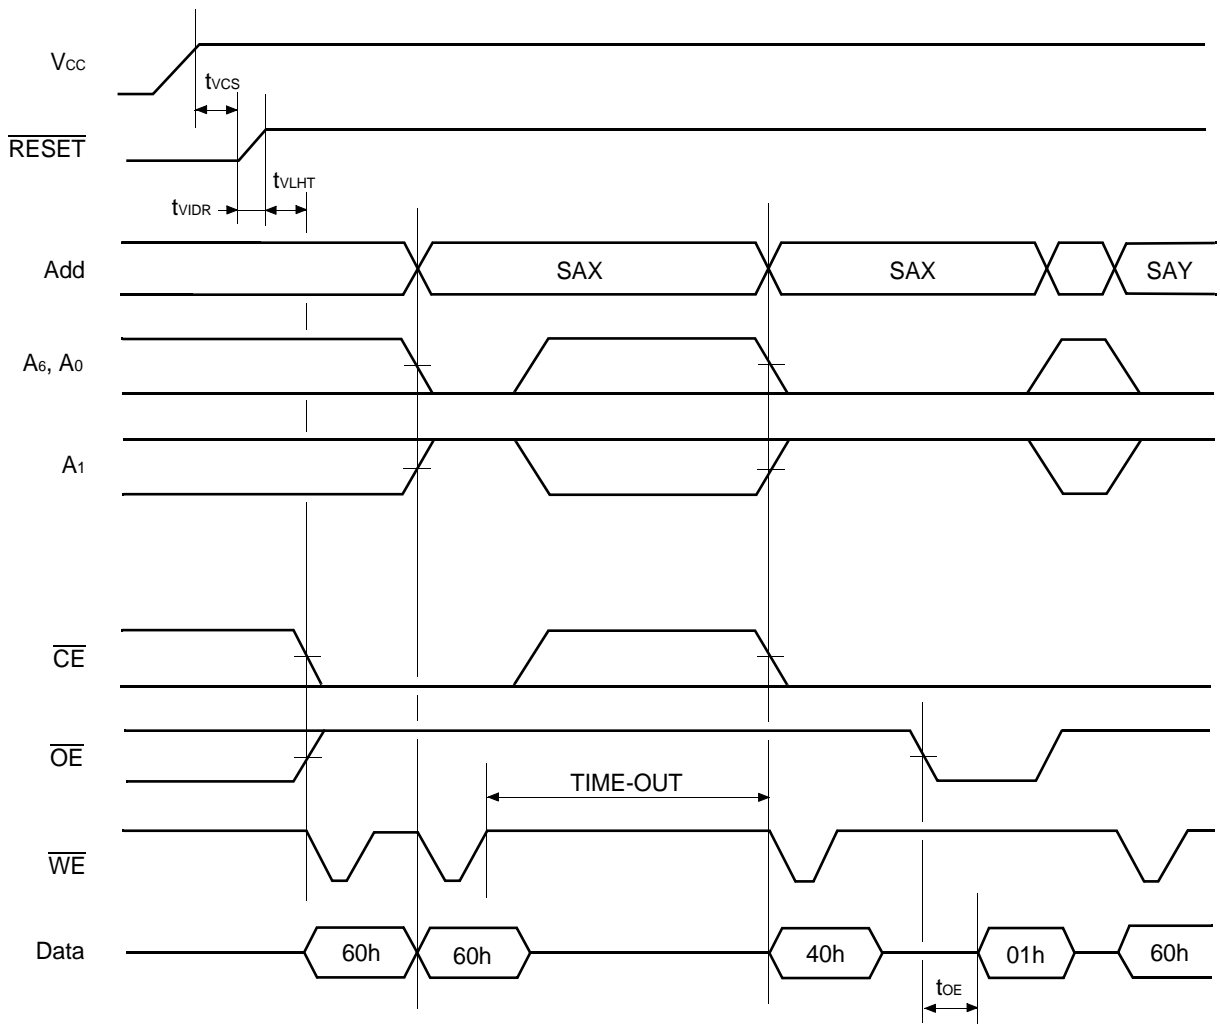 VCC
tVCS
RESET
tVLHT
tVIDR
Add
SAX
SAX
SAY
A6, A0
A1
CE
OE
TIME-OUT
WE
Data
60h
60h
40h
01h
60h
tOE